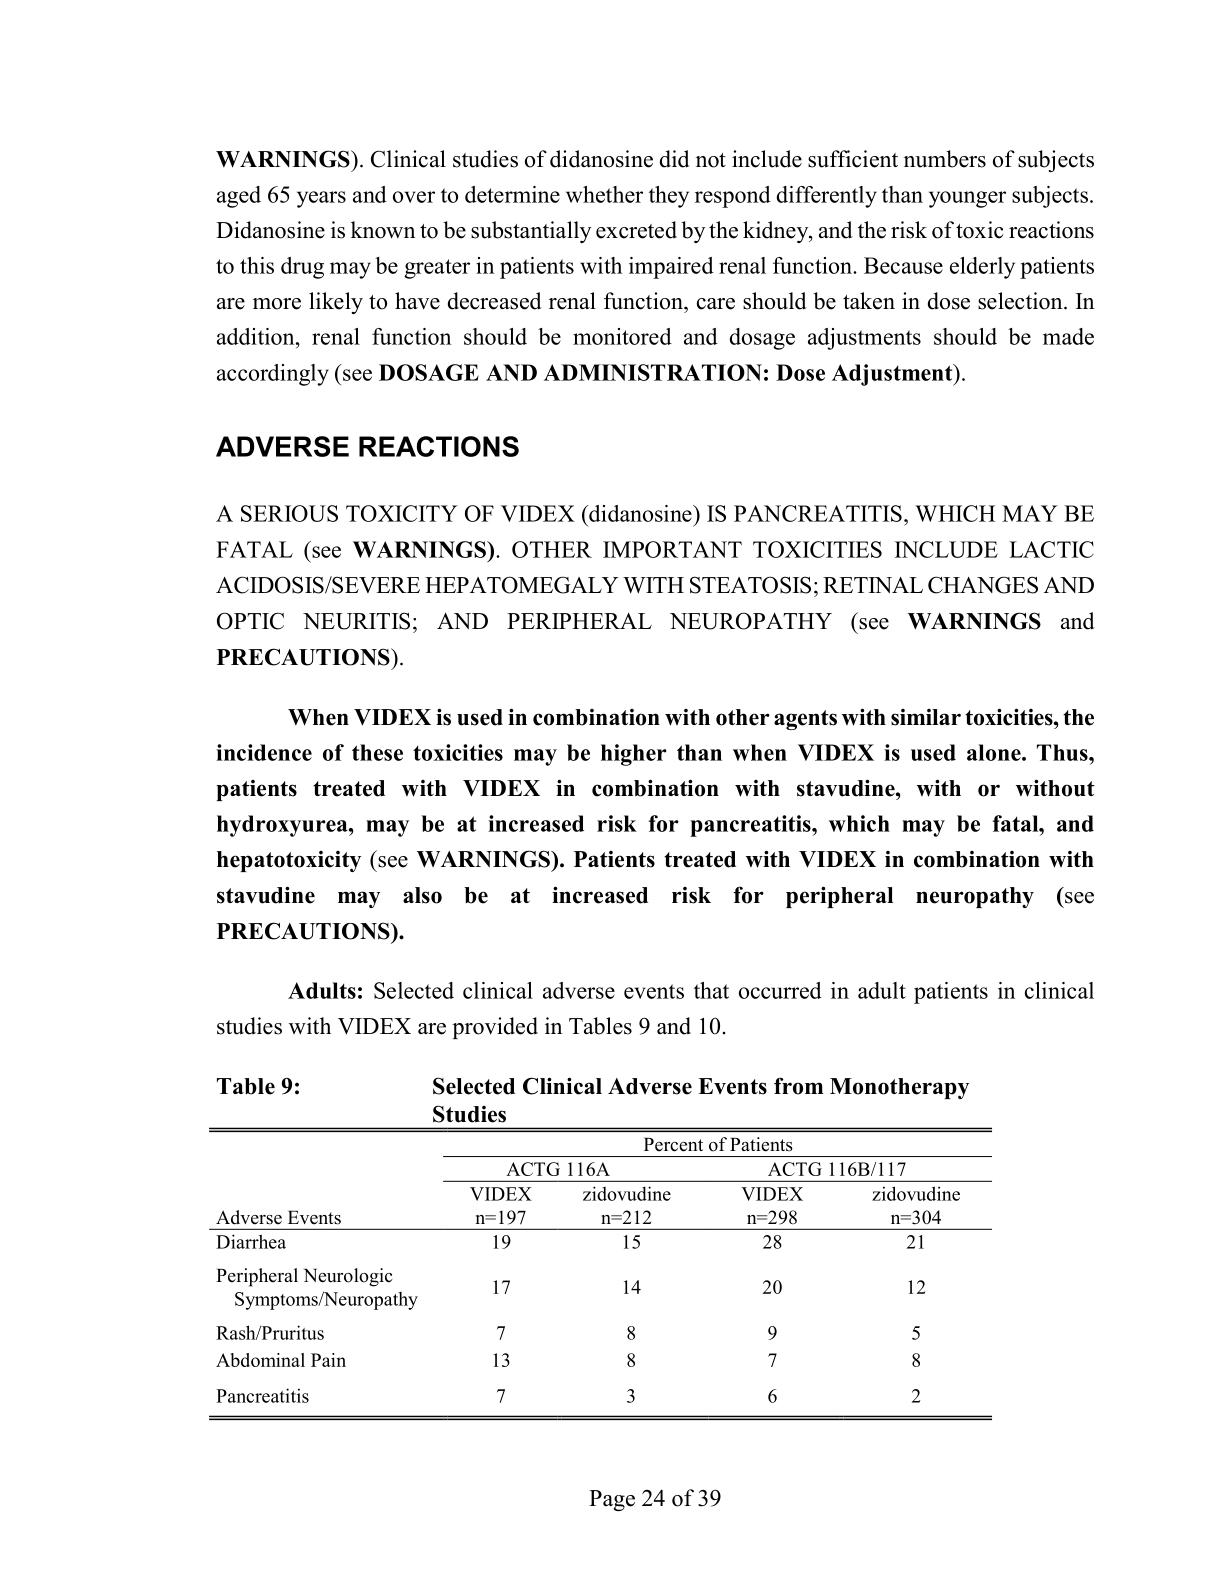 WARNINGS). Clinical studies of didanosine did not include sufficient numbers of subjects
aged 65 years and over to determine whether they respond differently than younger subjects.
Didanosine is known to be substantially excreted by the kidney, and the risk of toxic reactions
to this drug may be greater in patients with impaired renal function. Because elderly patients
are more likely to have decreased renal function, care should be taken in dose selection. In
addition, renal function should be monitored and dosage adjustments should be made
accordingly (see DOSAGE AND ADMINISTRATION: Dose Adjustment).
ADVERSE REACTIONS
A SERIOUS TOXICITY OF VIDEX (didanosine) IS PANCREATITIS, WHICH MAY BE
FATAL (see WARNINGS). OTHER IMPORTANT TOXICITIES INCLUDE LACTIC
ACIDOSIS/SEVERE HEPATOMEGALY WITH STEATOSIS; RETINAL CHANGES AND
OPTIC NEURITIS; AND PERIPHERAL NEUROPATHY (see WARNINGS and
PRECAUTIONS).
When VIDEX is used in combination with other agents with similar toxicities, the
incidence of these toxicities may be higher than when VIDEX is used alone. Thus,
patients treated with VIDEX in combination with stavudine, with or without
hydroxyurea, may be at increased risk for pancreatitis, which may be fatal, and
hepatotoxicity (see WARNINGS). Patients treated with VIDEX in combination with
stavudine may also be at increased risk for peripheral neuropathy (see
PRECAUTIONS).
Adults: Selected clinical adverse events that occurred in adult patients in clinical
studies with VIDEX are provided in Tables 9 and 10.
Table 9: Selected Clinical Adverse Events from Monotherapy
Studies
Percent of Patients
ACTG 116A ACTG 116B/117
VIDEX zidovudine VIDEX zidovudine
Adverse Events n=197 n=212 n=298 n=304
Diarrhea 19 15 28 21
Peripheral Neurologic
Symptoms/Neuropathy 17 14 20 12
Rash/Pruritus 7 8 9 5
Abdominal Pain 13 8 7 8
Pancreatitis 7 3 6 2
Page 24 of 39